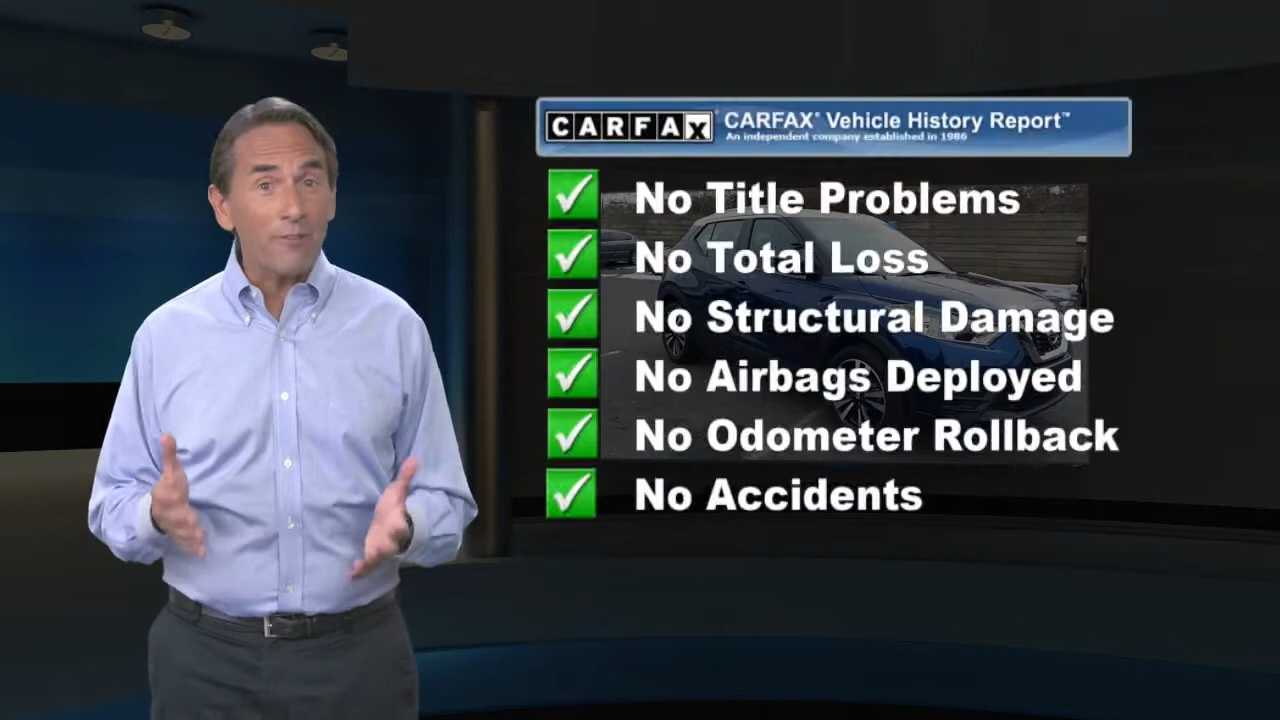 CARFAX CARFAX® Vehicle History Report™
An independent company established in 1986
No Title Problems
No Total Loss
No Structural Damage
No Airbags Deployed
No Odometer Rollback
No Accidents